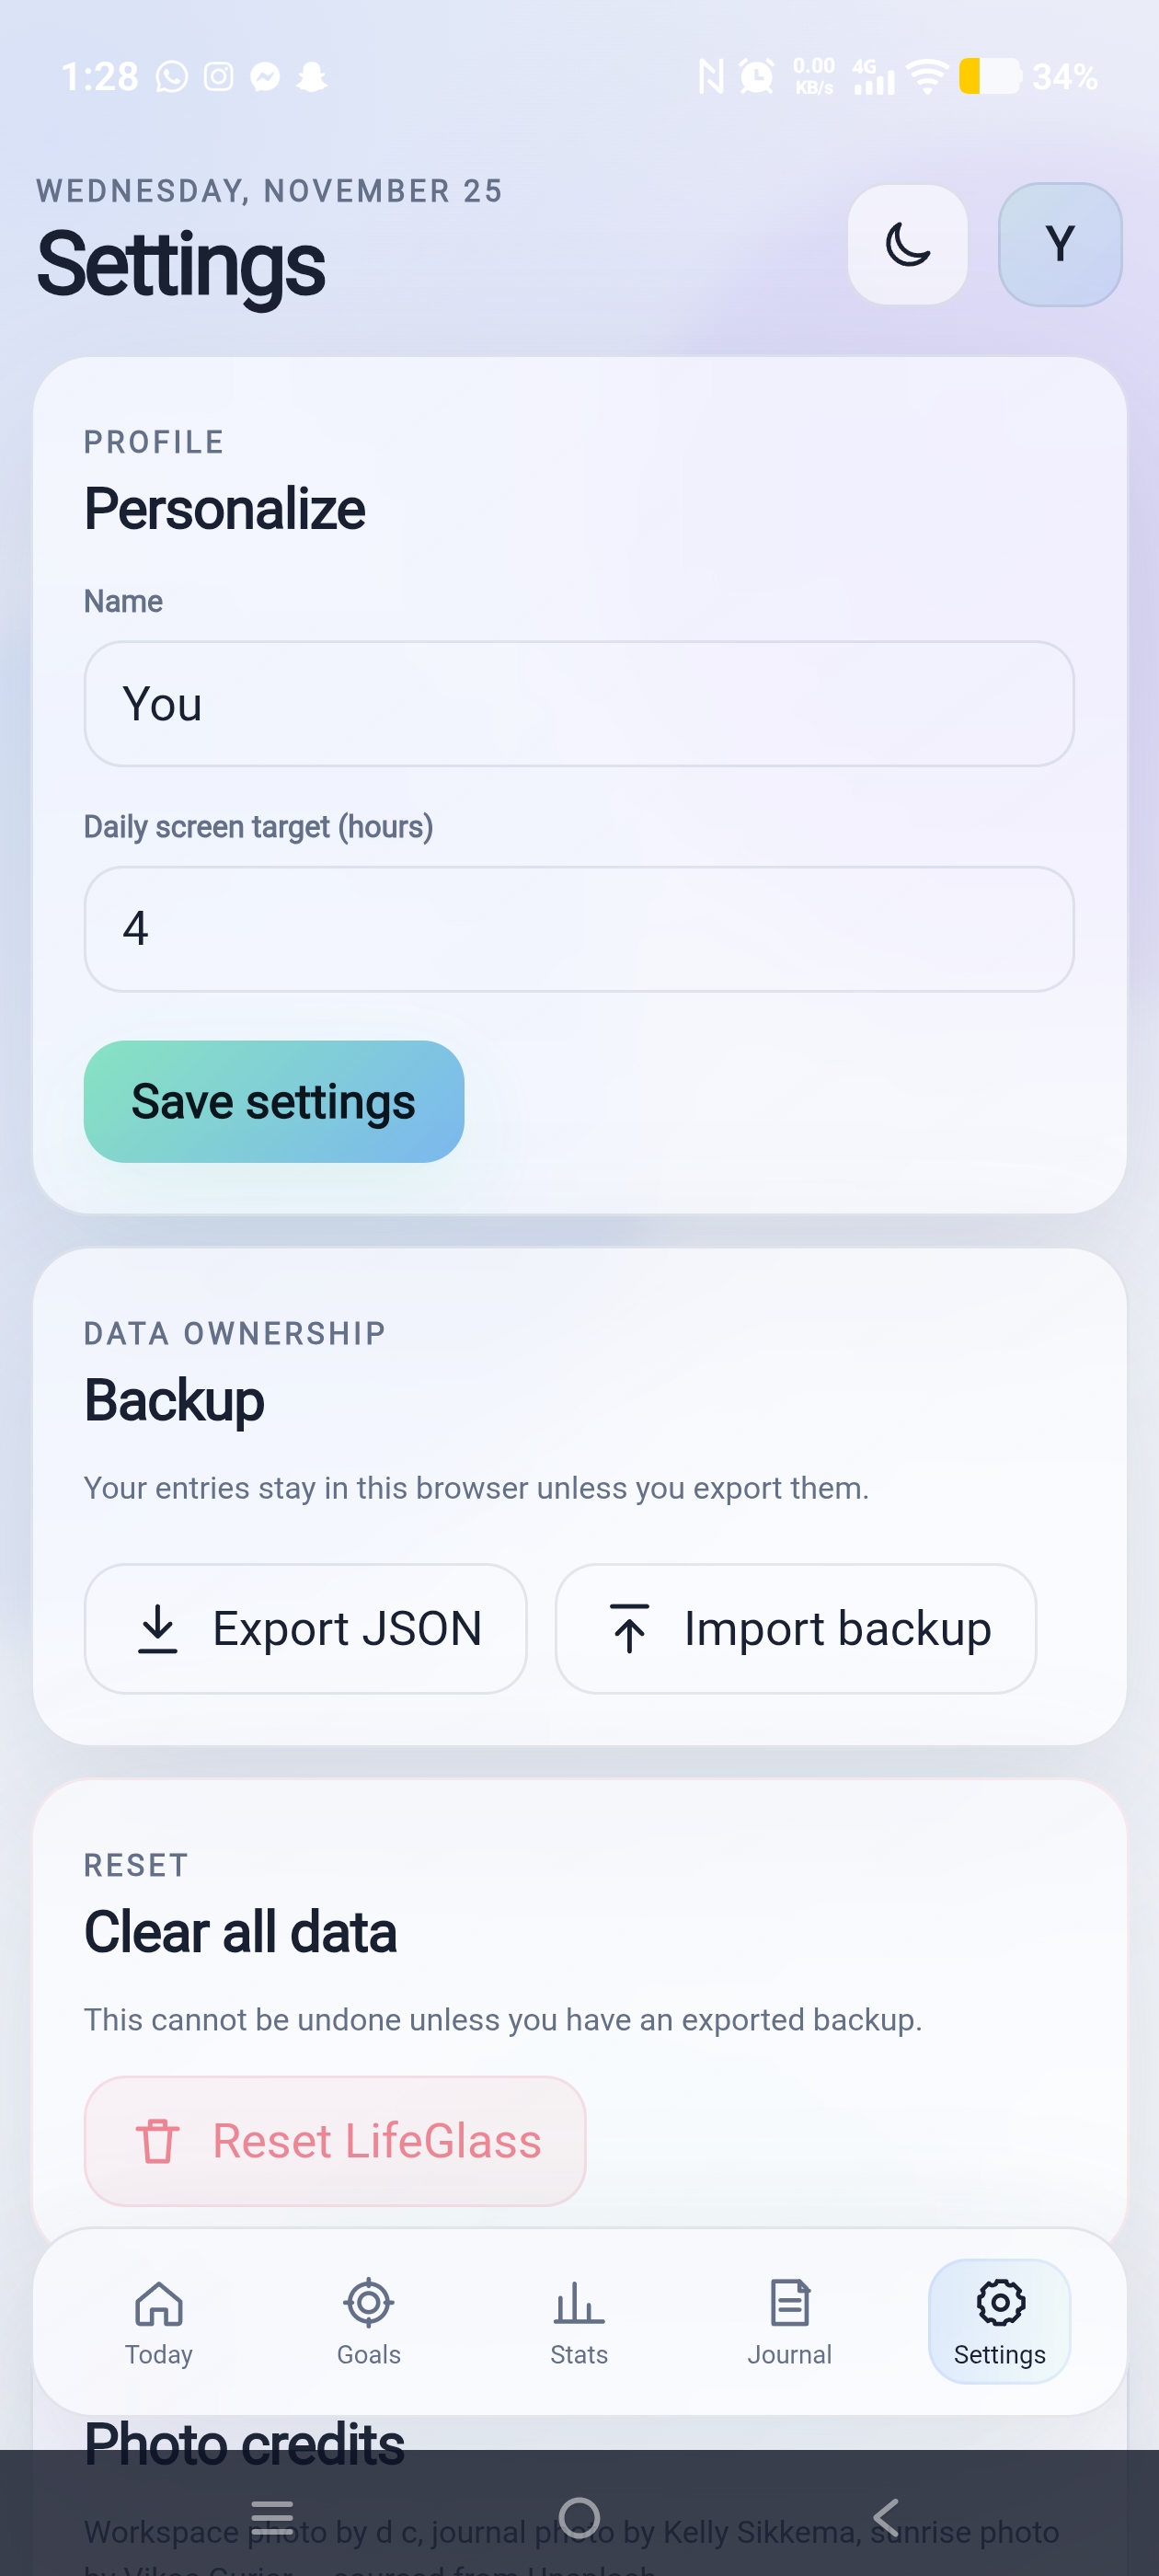 1:28
0.00
KB/s
4G
34%
WEDNESDAY, NOVEMBER 25
Settings
Y
PROFILE
Personalize
Name
You
Daily screen target (hours)
4
Save settings
DATA OWNERSHIP
Backup
Your entries stay in this browser unless you export them.
Export JSON
Import backup
RESET
Clear all data
This cannot be undone unless you have an exported backup.
Reset LifeGlass
Today
Goals
Stats
Journal
Settings
Photo credits
Workspace photo by d c, journal photo by Kelly Sikkema, sunrise photo
sourced from Unsplash